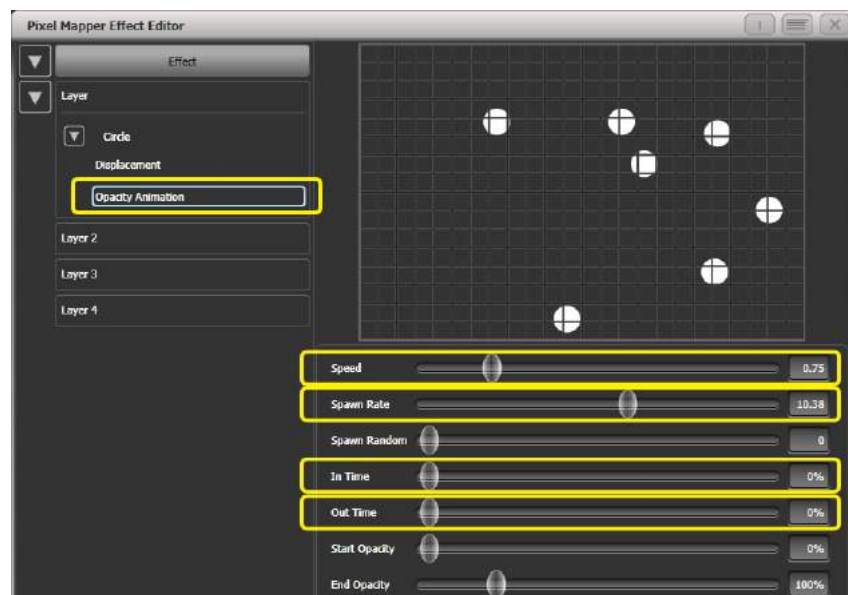 Pixel Mapper Effect Editor
Effect
Layer
Circle
Displacement
Opacity Animation
Layer 2
Layer 3
Layer 4
Speed 0.75
Spawn Rate 10.38
Spawn Random 0
In Time 0%
Out Time 0%
Start Opacity 0%
End Opacity 100%